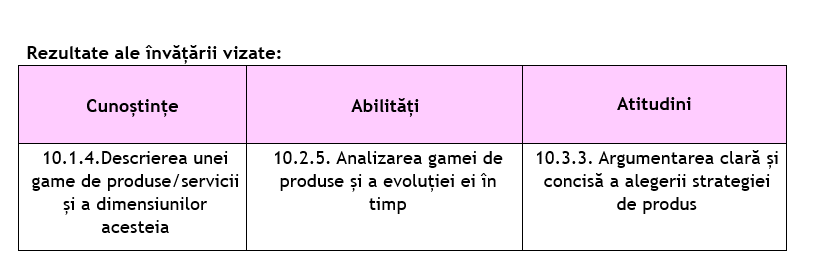 Rezultate ale învățării vizate:
Cunoștințe
Abilități
Atitudini
10.1.4.Descrierea unei
game de produse/servicii
și a dimensiunilor
acesteia
10.2.5. Analizarea gamei de
produse și a evoluției ei în
timp
10.3.3. Argumentarea clară și
concisă a alegerii strategiei
de produs